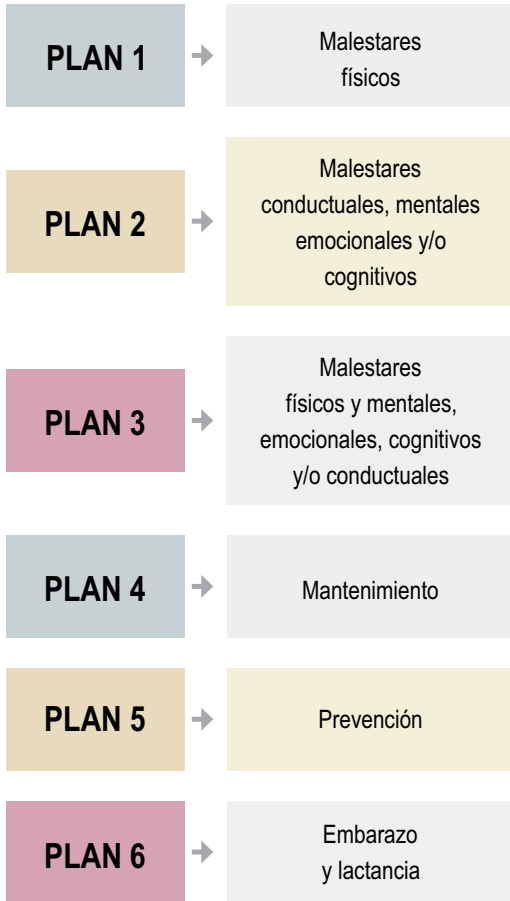 PLAN 1
Malestares
físicos
PLAN 2
Malestares
conductuales, mentales
emocionales y/o
cognitivos
PLAN 3
Malestares
físicos y mentales,
emocionales, cognitivos
y/o conductuales
PLAN 4
Mantenimiento
PLAN 5
Prevención
PLAN 6
Embarazo
y lactancia